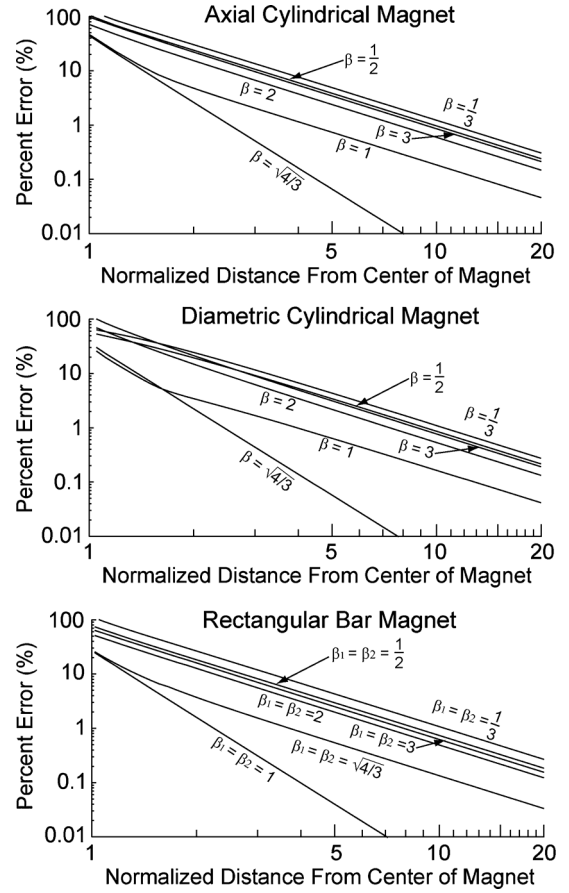 Axial Cylindrical Magnet
Percent Error (%)
100
10
1
0.1
0.01
β = 1/2
β = 2
β = 1/3
β = 3
β = 1
β = √4/3
1
5
10
20
Normalized Distance From Center of Magnet
Diametric Cylindrical Magnet
Percent Error (%)
100
10
1
0.1
0.01
β = 1/2
β = 2
β = 1/3
β = 3
β = 1
β = √4/3
1
5
10
20
Normalized Distance From Center of Magnet
Rectangular Bar Magnet
Percent Error (%)
100
10
1
0.1
0.01
β1 = β2 = 1/2
β1 = β2 = 2
β1 = β2 = 1/3
β1 = β2 = 3
β1 = β2 = √4/3
β1 = β2 = 1
1
5
10
20
Normalized Distance From Center of Magnet